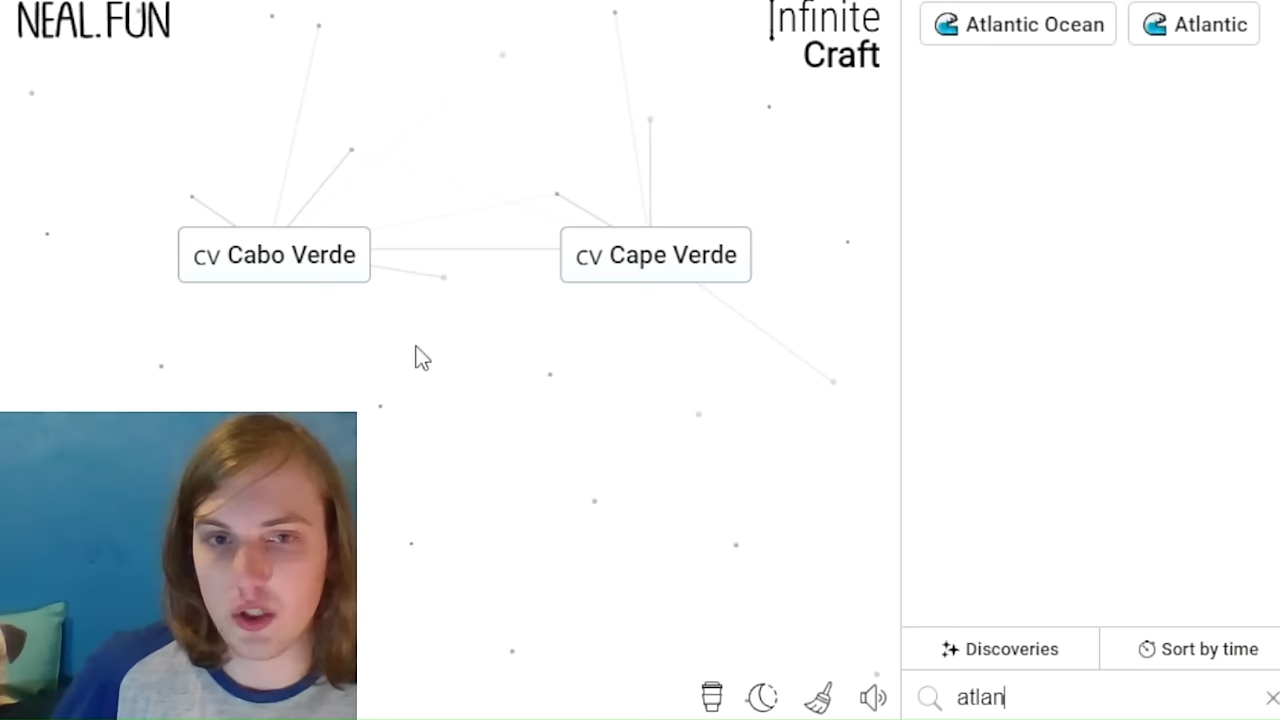 NEAL.FUN
Infinite
Craft
Atlantic Ocean
Atlantic
CV Cabo Verde
CV Cape Verde
Discoveries
Sort by time
atlan